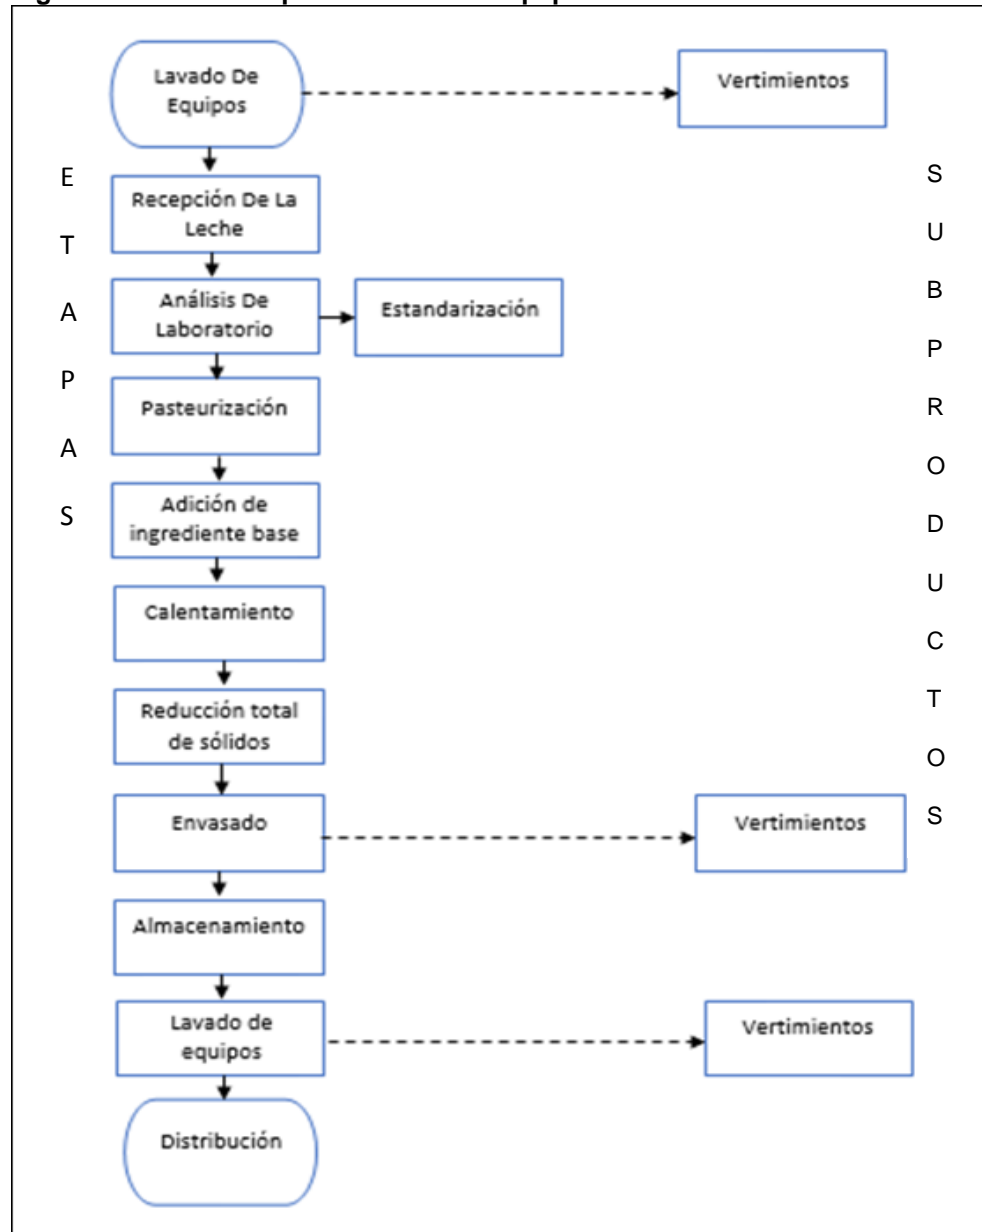 Lavado De
Equipos
Vertimientos
E
T
A
P
A
S
Recepción De La
Leche
Análisis De
Laboratorio
Estandarización
Pasteurización
Adición de
ingrediente base
Calentamiento
Reducción total
de sólidos
Envasado
Vertimientos
Almacenamiento
Lavado de
equipos
Vertimientos
Distribución
S
U
B
P
R
O
D
U
C
T
O
S